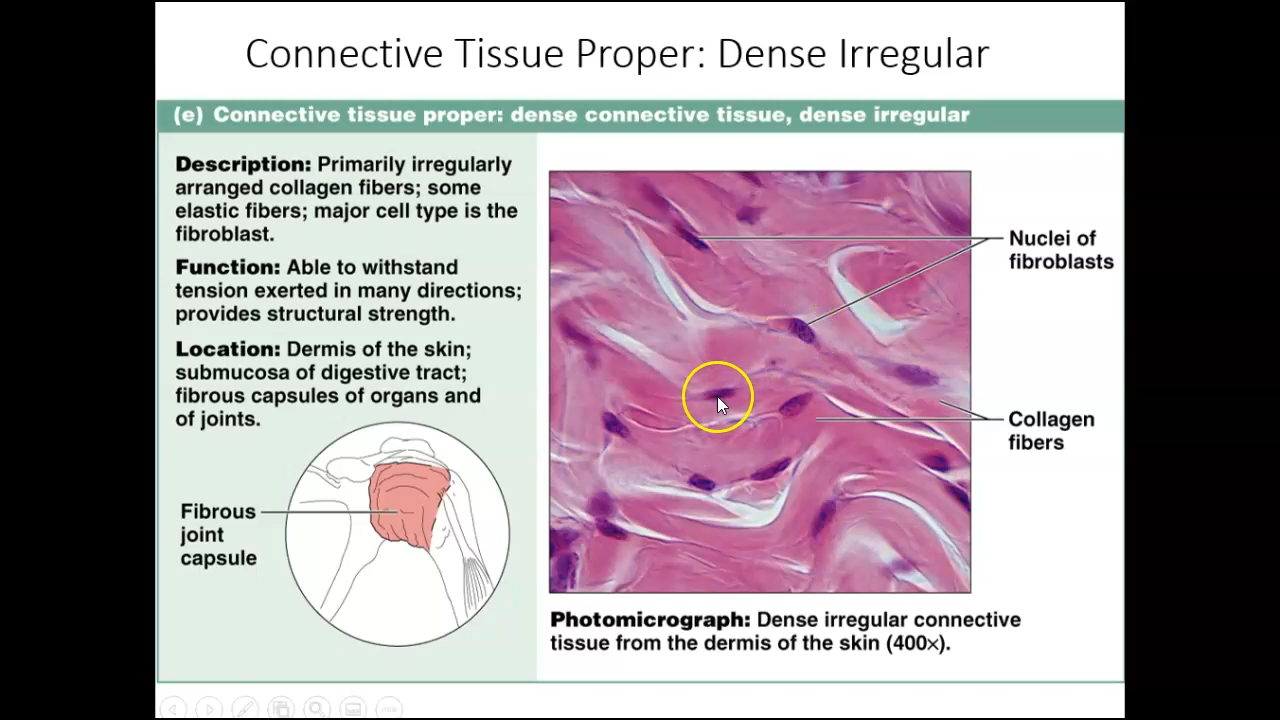 Connective Tissue Proper: Dense Irregular
(e) Connective tissue proper: dense connective tissue, dense irregular
Description: Primarily irregularly
arranged collagen fibers; some
elastic fibers; major cell type is the
fibroblast.
Function: Able to withstand
tension exerted in many directions;
provides structural strength.
Location: Dermis of the skin;
submucosa of digestive tract;
fibrous capsules of organs and
of joints.
Fibrous
joint
capsule
Nuclei of
fibroblasts
Collagen
fibers
Photomicrograph: Dense irregular connective
tissue from the dermis of the skin (400×).